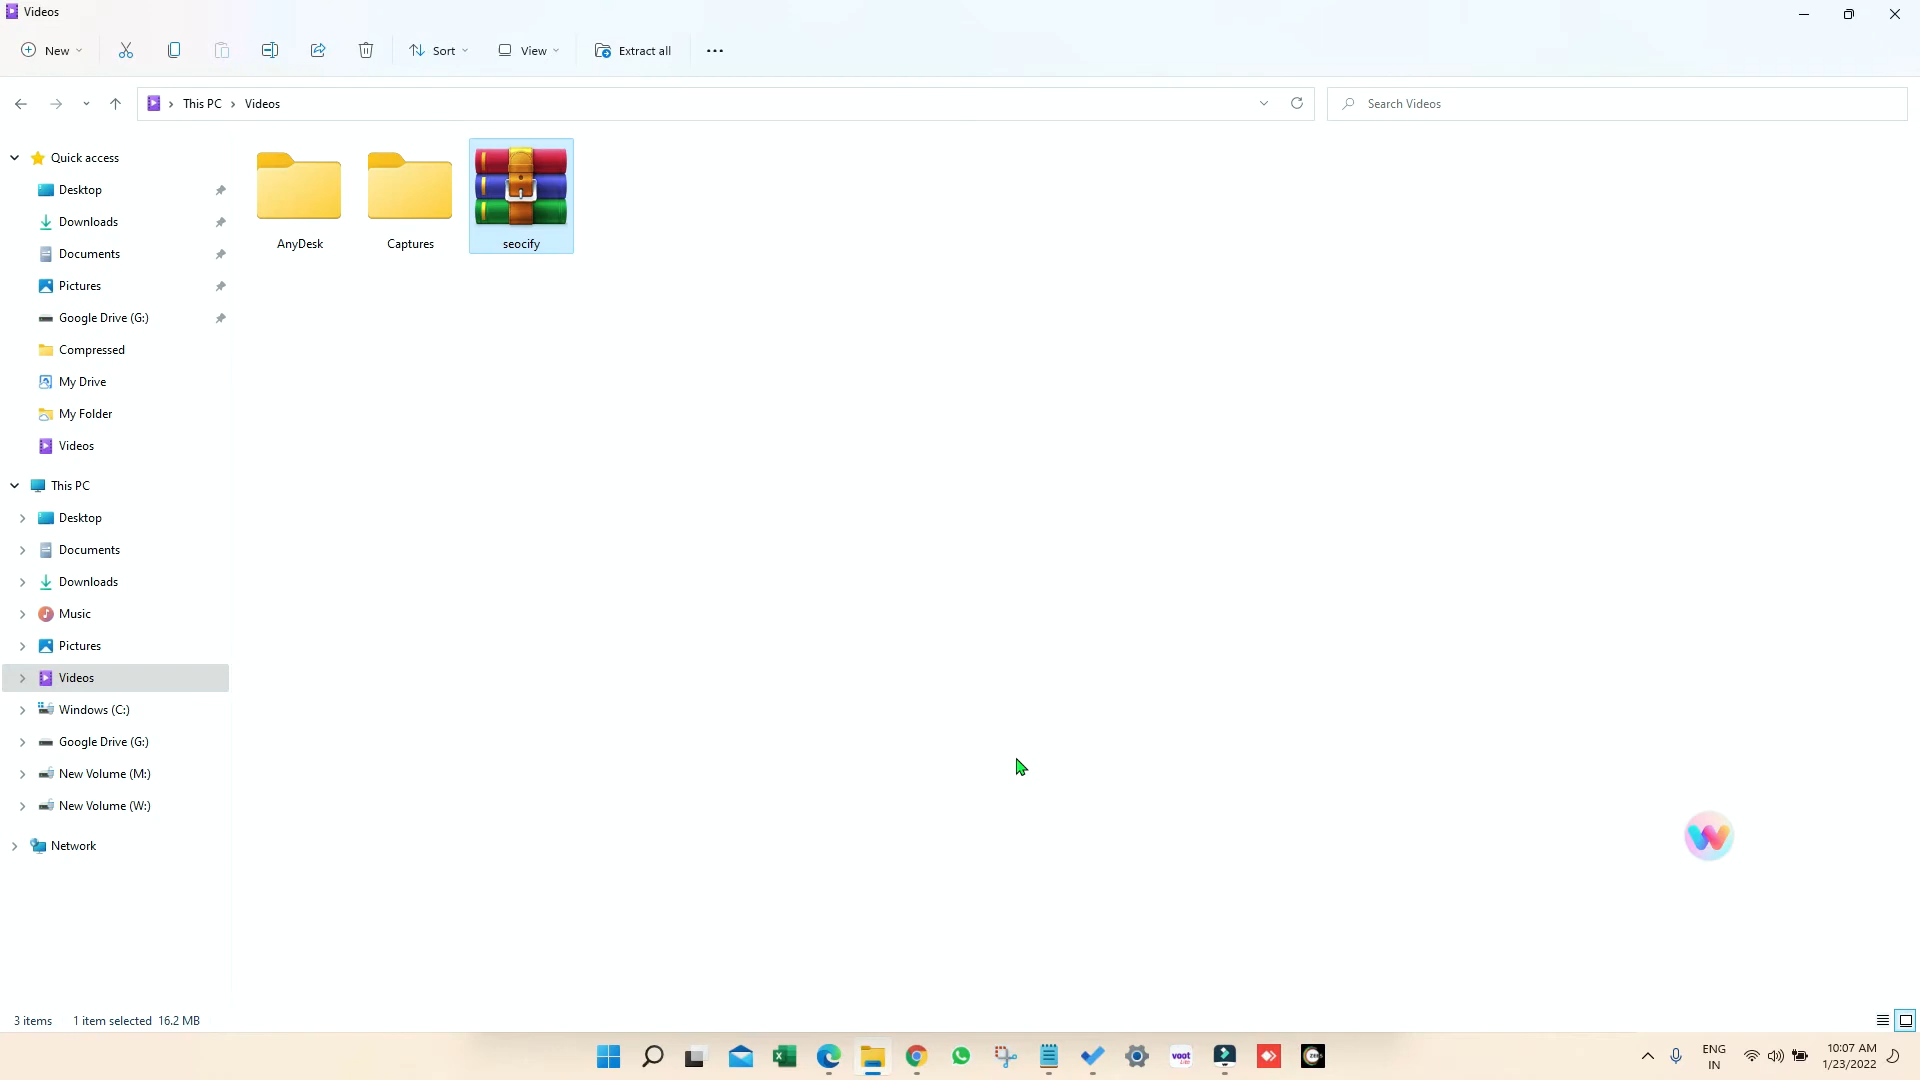 Videos
New
Sort
View
Extract all
This PC
Videos
Search Videos
Quick access
Desktop
Downloads
Documents
Pictures
Google Drive (G:)
Compressed
My Drive
My Folder
Videos
This PC
Desktop
Documents
Downloads
Music
Pictures
Videos
Windows (C:)
Google Drive (G:)
New Volume (M:)
New Volume (W:)
Network
AnyDesk
Captures
seocify
3 items
1 item selected 16.2 MB
voot
ENG
IN
10:07 AM
1/23/2022